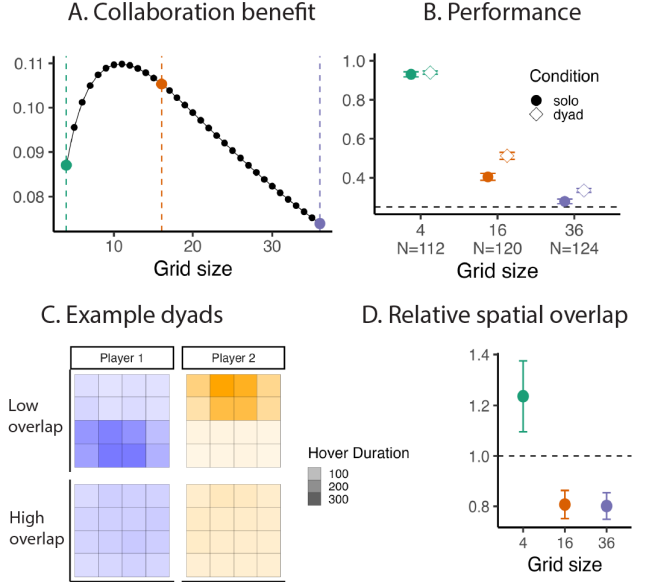 A. Collaboration benefit
0.11
0.10
0.09
0.08
10
20
30
Grid size
B. Performance
1.0
0.8
0.6
0.4
Condition
solo
dyad
4
16
36
N=112
N=120
N=124
Grid size
C. Example dyads
Player 1
Player 2
Low
overlap
High
overlap
Hover Duration
100
200
300
D. Relative spatial overlap
1.4
1.2
1.0
0.8
4
16
36
Grid size